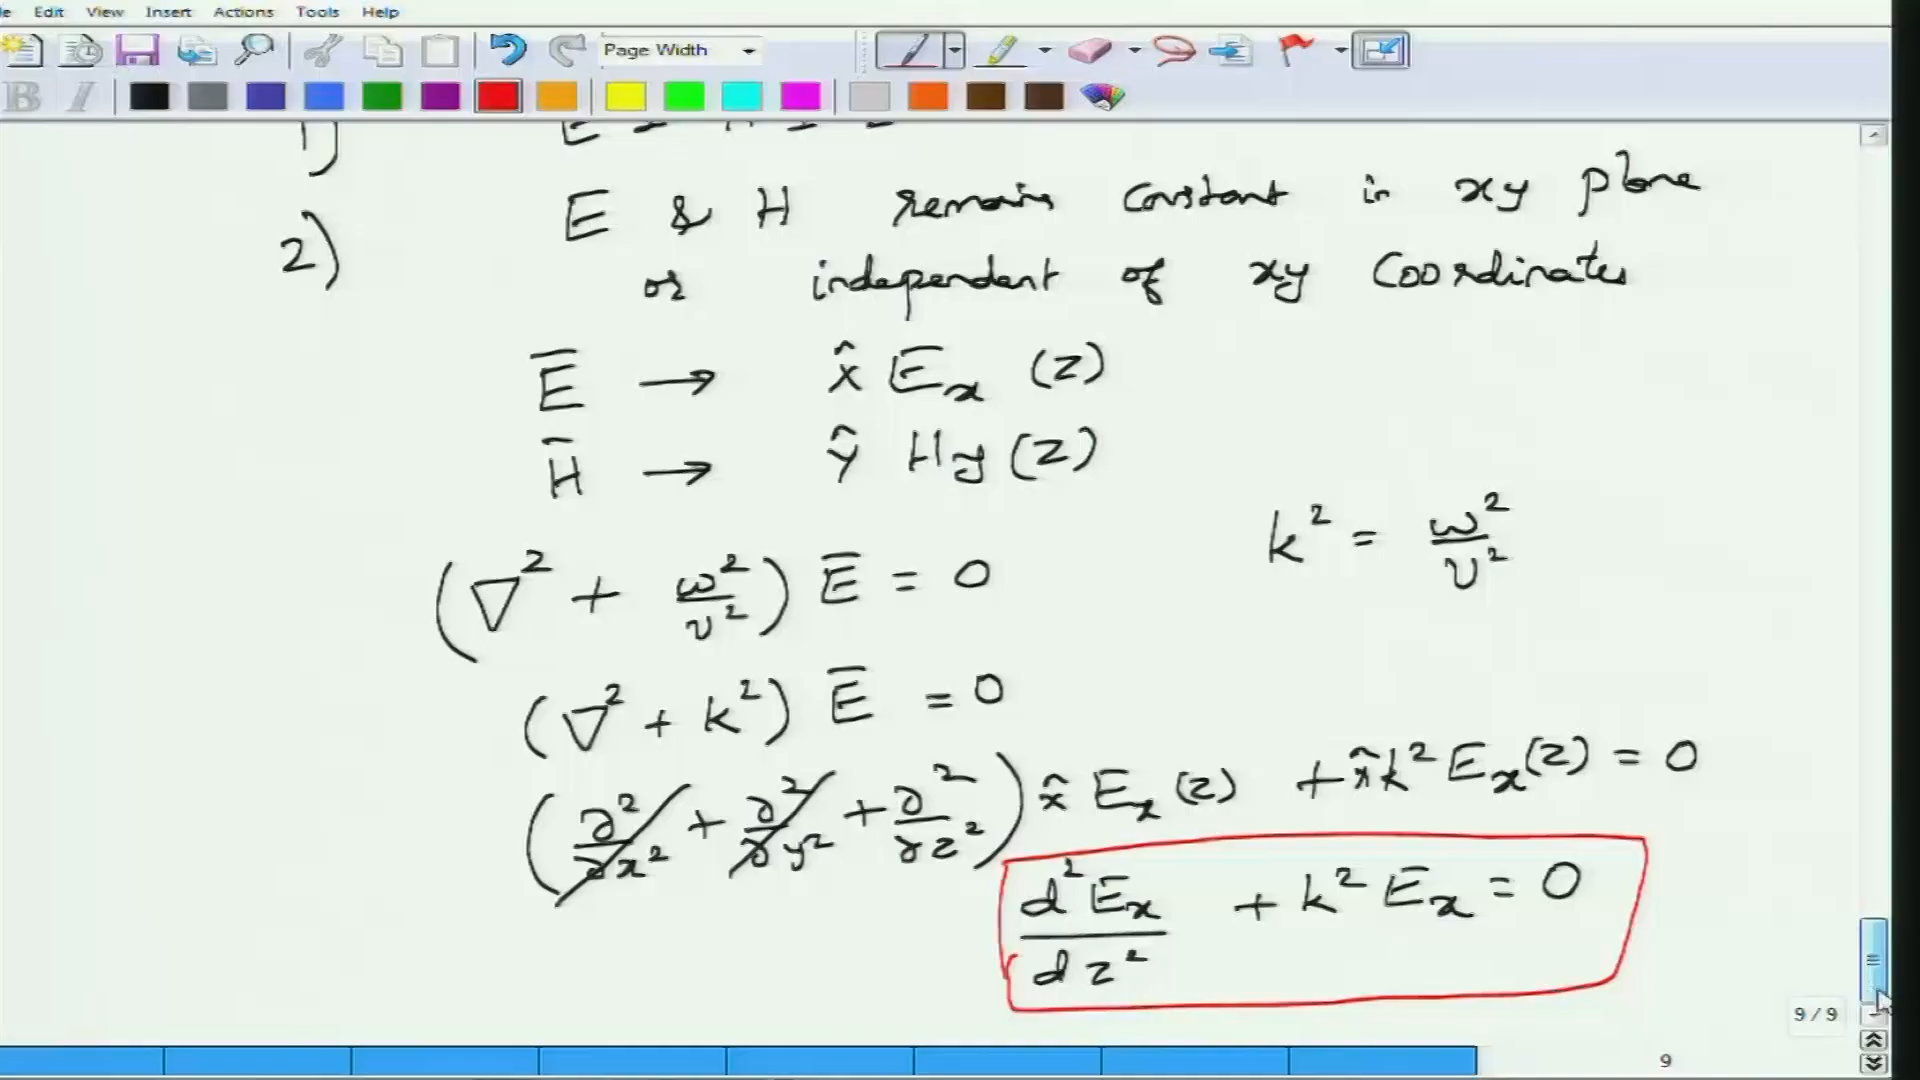 Edit View Insert Actions Tools Help
Page Width
B I
1)
2) E & H remains constant in xy plane
or independent of xy coordinates
E̅ → x̂ Eₓ (z)
H̅ → ŷ Hy (z)
k² = ω²/v²
(∇² + ω²/v²) E̅ = 0
(∇² + k²) E̅ = 0
(∂²/∂x² + ∂²/∂y² + ∂²/∂z²) x̂ Eₓ (z) + x̂ k² Eₓ (z) = 0
d²Eₓ/dz² + k² Eₓ = 0
9 / 9
9